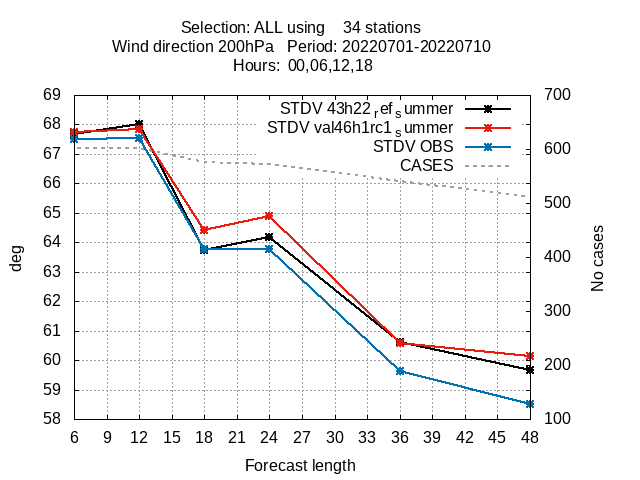 Selection: ALL using    34 stations
Wind direction 200hPa   Period: 20220701-20220710
Hours:  00,06,12,18
69
68
67
66
65
64
63
62
61
60
59
58
deg
STDV 43h22refsummer
STDV val46h1rc1summer
STDV OBS
CASES
700
600
500
400
300
200
100
No cases
6 9 12 15 18 21 24 27 30 33 36 39 42 45 48
Forecast length